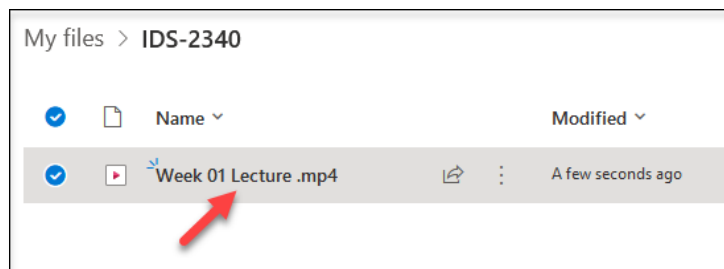 My files > IDS-2340
Name Modified
Week 01 Lecture .mp4 A few seconds ago